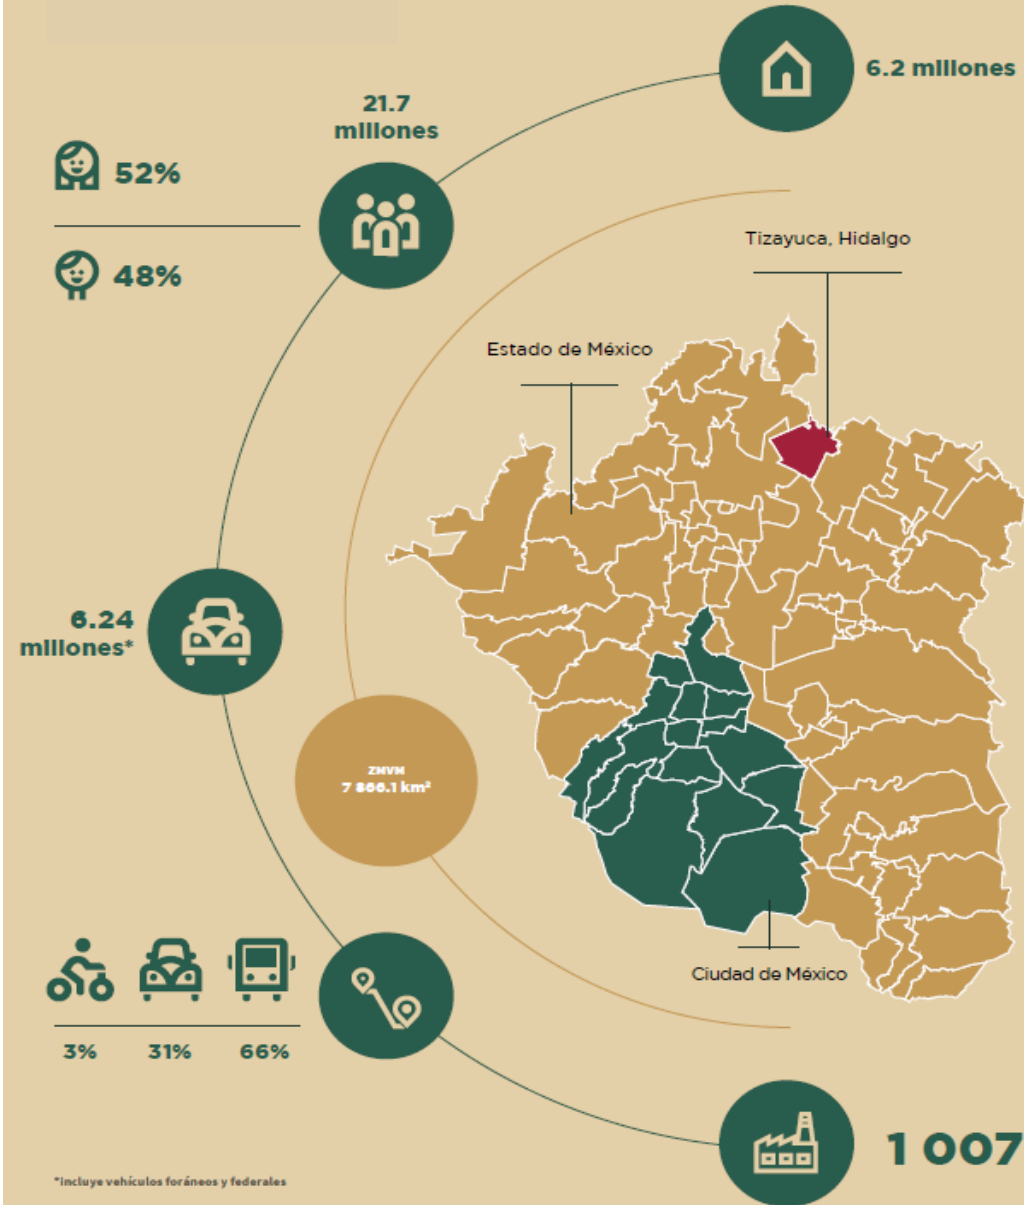 6.2 millones
21.7
millones
52%
48%
Tizayuca, Hidalgo
Estado de México
6.24
millones*
ZMVM
7 866.1 km²
Ciudad de México
3% 31% 66%
1 007
*Incluye vehículos foráneos y federales